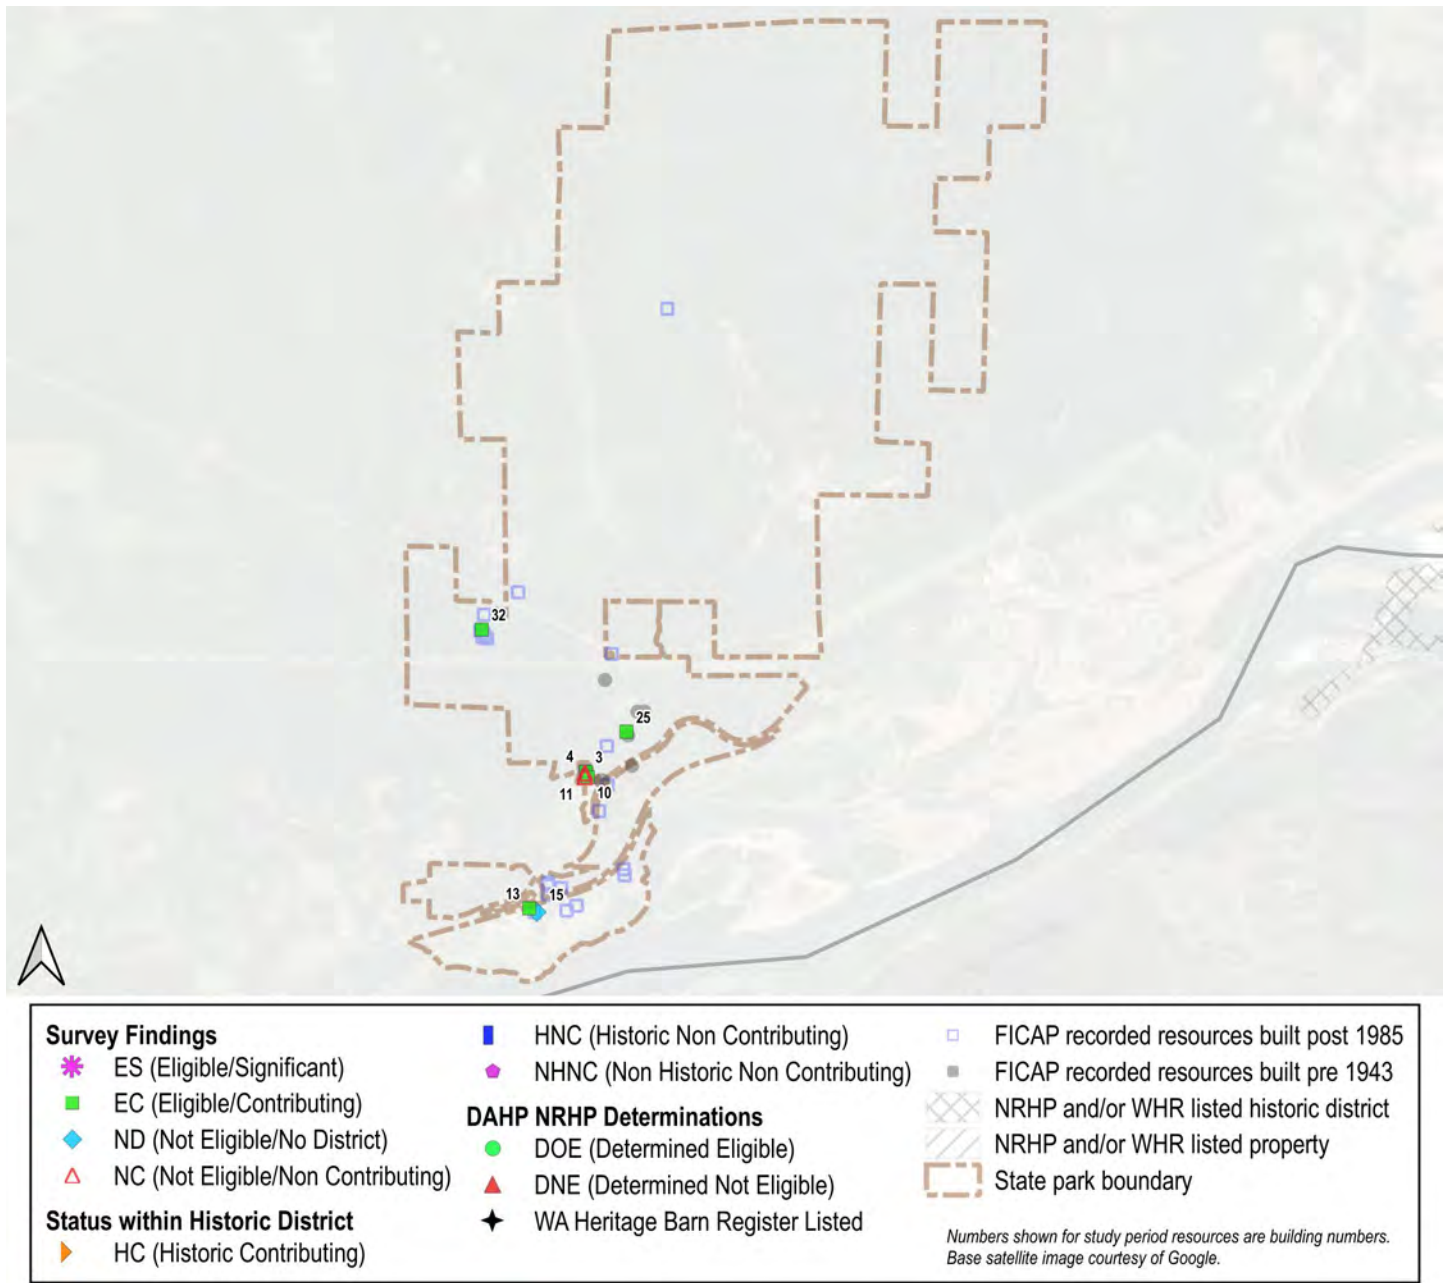 32
25
4 3
11 10
13 15
Survey Findings
ES (Eligible/Significant)
EC (Eligible/Contributing)
ND (Not Eligible/No District)
NC (Not Eligible/Non Contributing)
Status within Historic District
HC (Historic Contributing)
HNC (Historic Non Contributing)
NHNC (Non Historic Non Contributing)
DAHP NRHP Determinations
DOE (Determined Eligible)
DNE (Determined Not Eligible)
WA Heritage Barn Register Listed
FICAP recorded resources built post 1985
FICAP recorded resources built pre 1943
NRHP and/or WHR listed historic district
NRHP and/or WHR listed property
State park boundary
Numbers shown for study period resources are building numbers.
Base satellite image courtesy of Google.